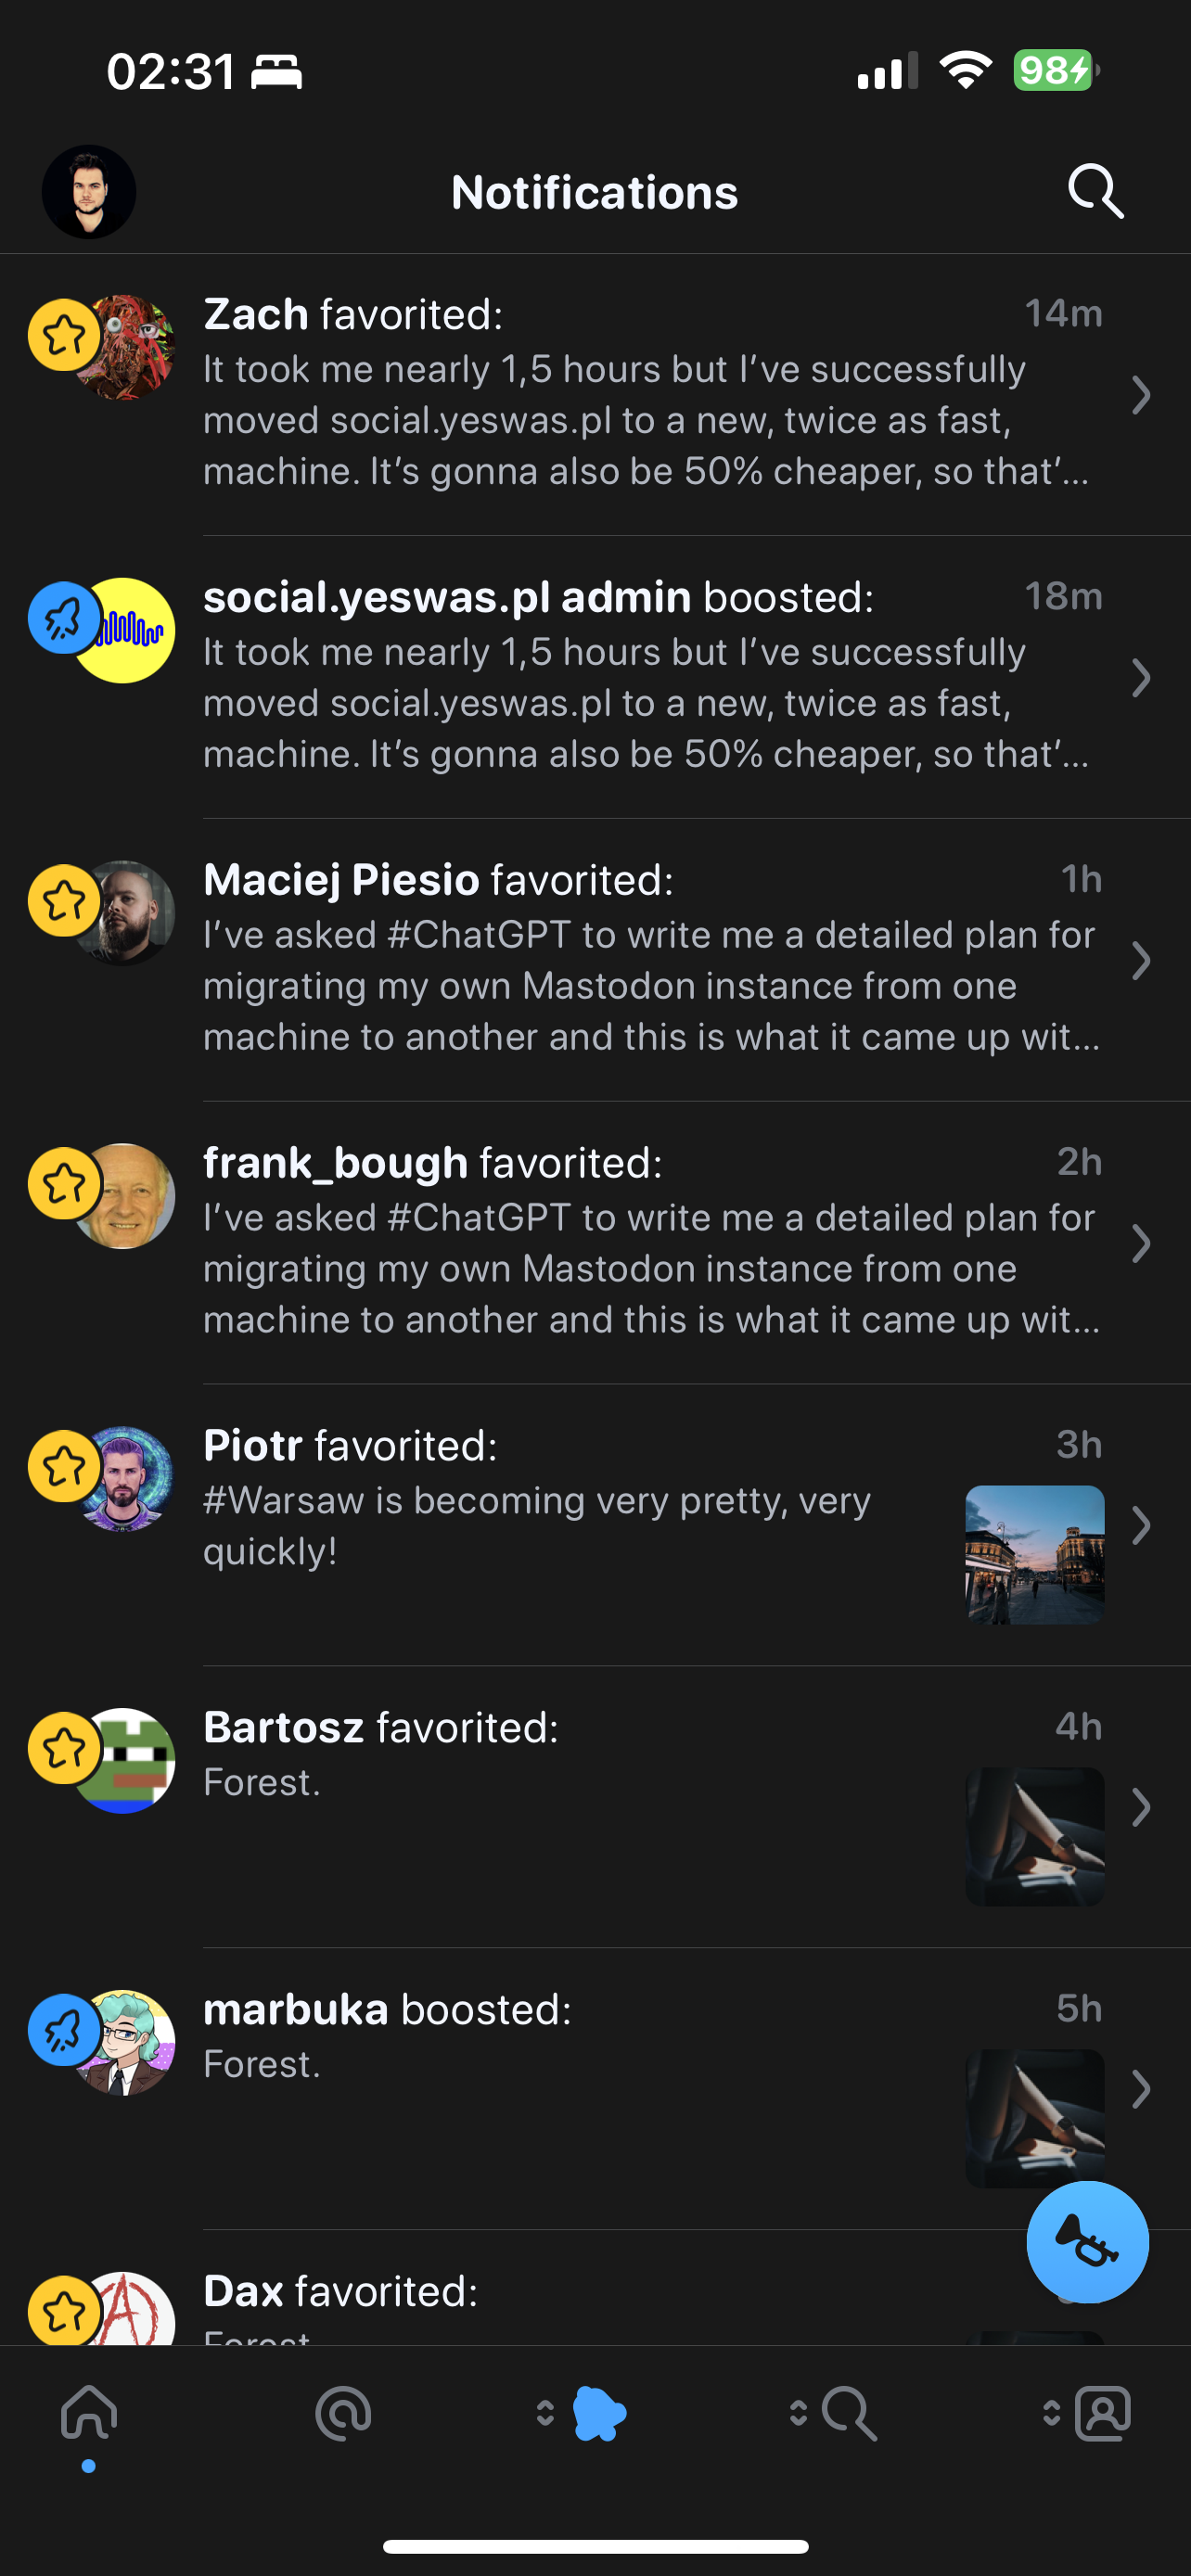 02:31
98
Notifications
Zach favorited:
14m
It took me nearly 1,5 hours but I’ve successfully
moved social.yeswas.pl to a new, twice as fast,
machine. It’s gonna also be 50% cheaper, so that’...
social.yeswas.pl admin boosted:
18m
It took me nearly 1,5 hours but I’ve successfully
moved social.yeswas.pl to a new, twice as fast,
machine. It’s gonna also be 50% cheaper, so that’...
Maciej Piesio favorited:
1h
I’ve asked #ChatGPT to write me a detailed plan for
migrating my own Mastodon instance from one
machine to another and this is what it came up wit...
frank_bough favorited:
2h
I’ve asked #ChatGPT to write me a detailed plan for
migrating my own Mastodon instance from one
machine to another and this is what it came up wit...
Piotr favorited:
3h
#Warsaw is becoming very pretty, very
quickly!
Bartosz favorited:
4h
Forest.
marbuka boosted:
5h
Forest.
Dax favorited:
Forest